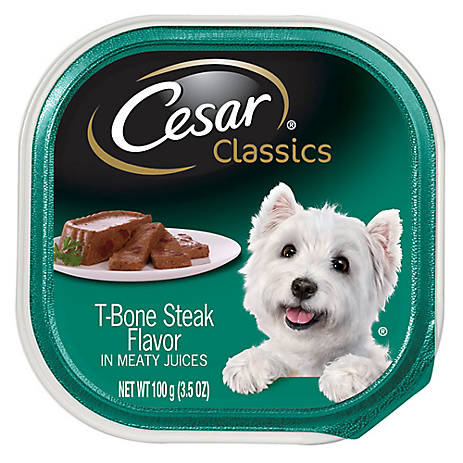 Cesar®
Classics
T-Bone Steak
Flavor
IN MEATY JUICES
®
NET WT 100 g (3.5 OZ)